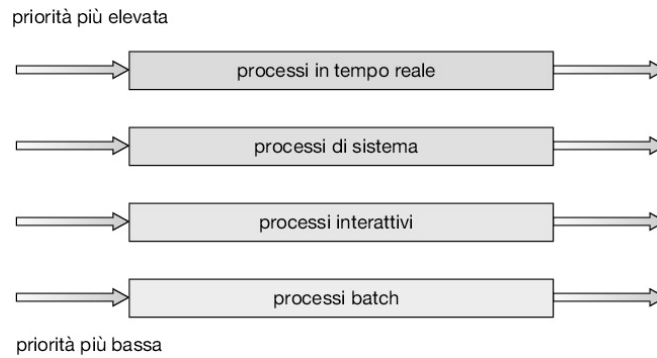 priorità più elevata
processi in tempo reale
processi di sistema
processi interattivi
processi batch
priorità più bassa